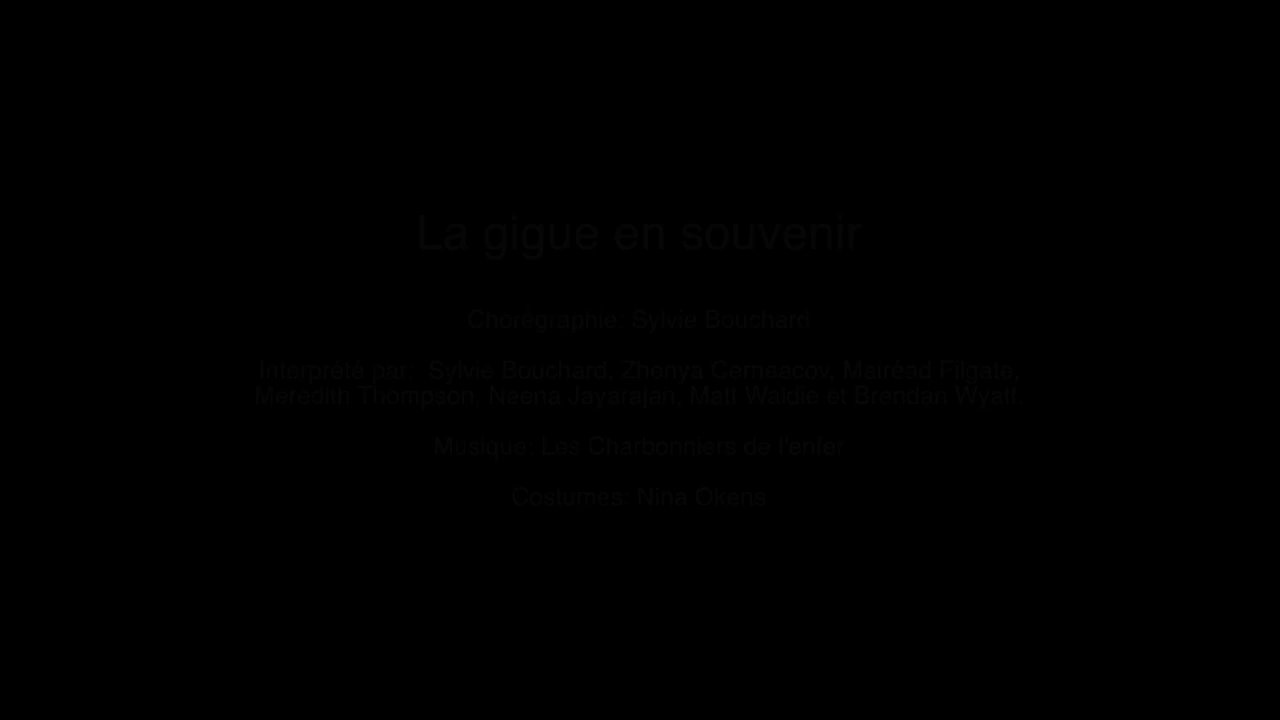 La gigue en souvenir
Chorégraphie: Sylvie Bouchard
Interprété par: Sylvie Bouchard, Zhenya Cerneacov, Mairéad Filgate,
Meredith Thompson, Neena Jayarajan, Matt Waldie et Brendan Wyatt,
Musique: Les Charbonniers de l'enfer
Costumes: Nina Okens